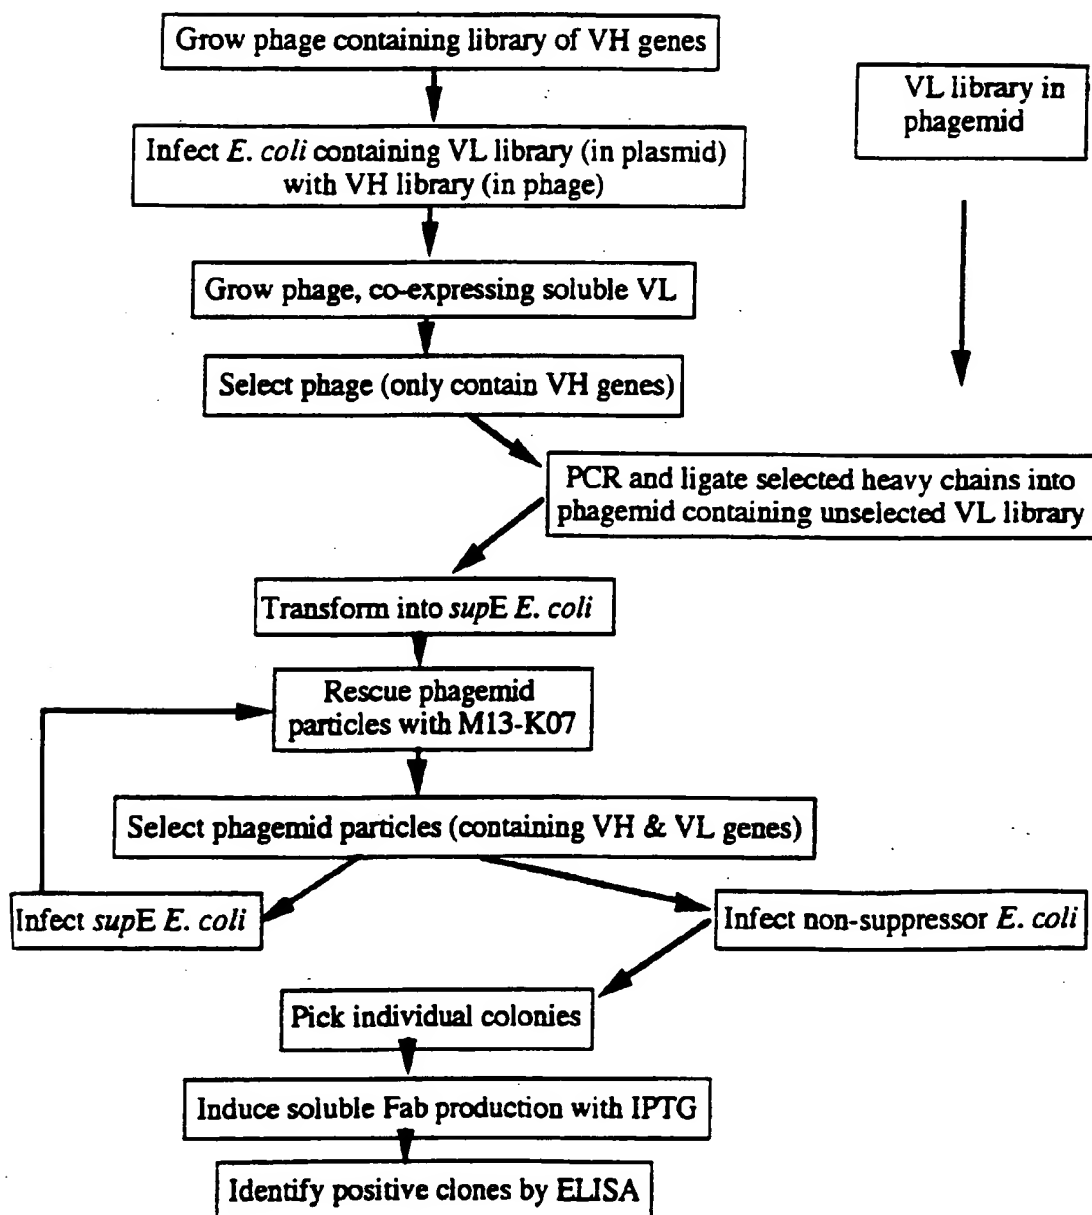 Grow phage containing library of VH genes
VL library in
phagemid
Infect E. coli containing VL library (in plasmid)
with VH library (in phage)
Grow phage, co-expressing soluble VL
Select phage (only contain VH genes)
PCR and ligate selected heavy chains into
phagemid containing unselected VL library
Transform into supE E. coli
Rescue phagemid
particles with M13-K07
Select phagemid particles (containing VH & VL genes)
Infect supE E. coli
Infect non-suppressor E. coli
Pick individual colonies
Induce soluble Fab production with IPTG
Identify positive clones by ELISA